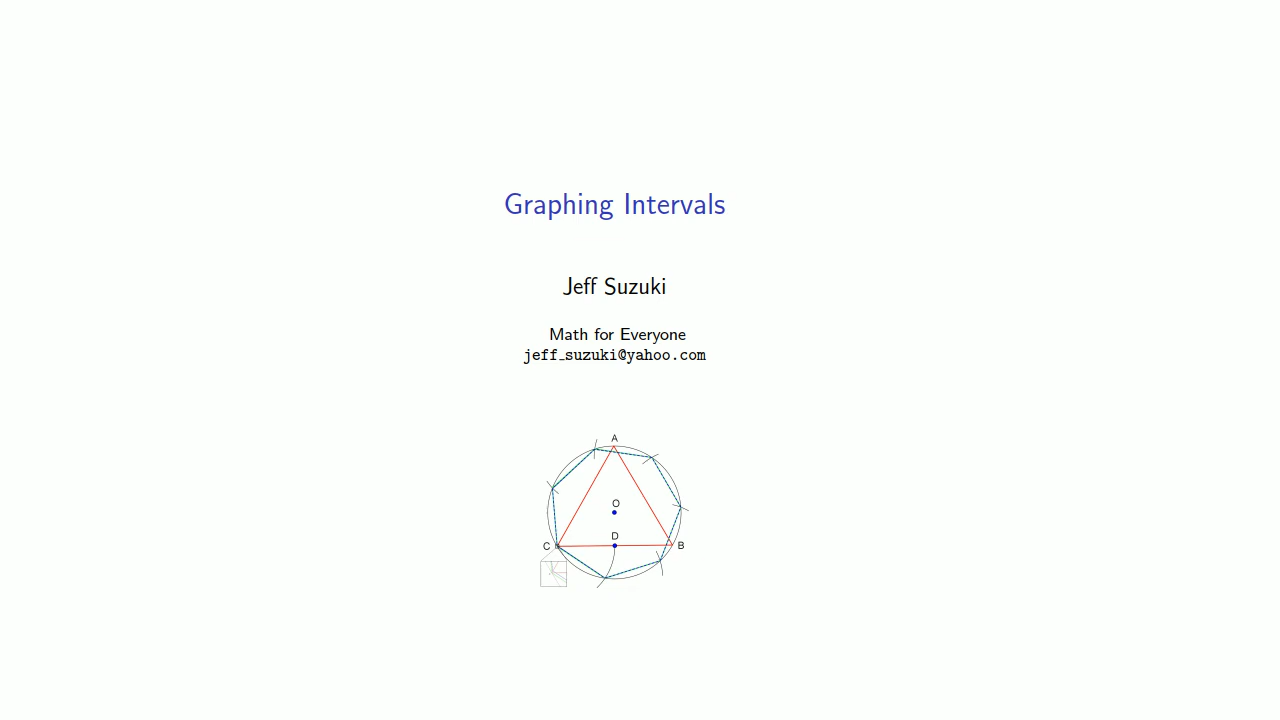 Graphing Intervals
Jeff Suzuki
Math for Everyone
jeff_suzuki@yahoo.com
A
O
D
C
B